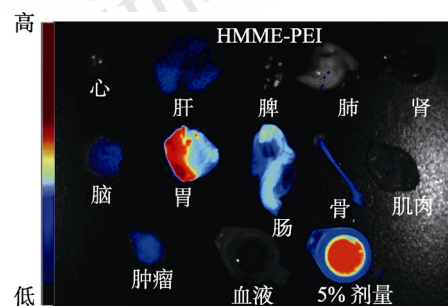 高
HMME-PEI
心 肝 脾 肺 肾
脑 胃 肠 骨 肌肉
肿瘤 血液 5% 剂量
低